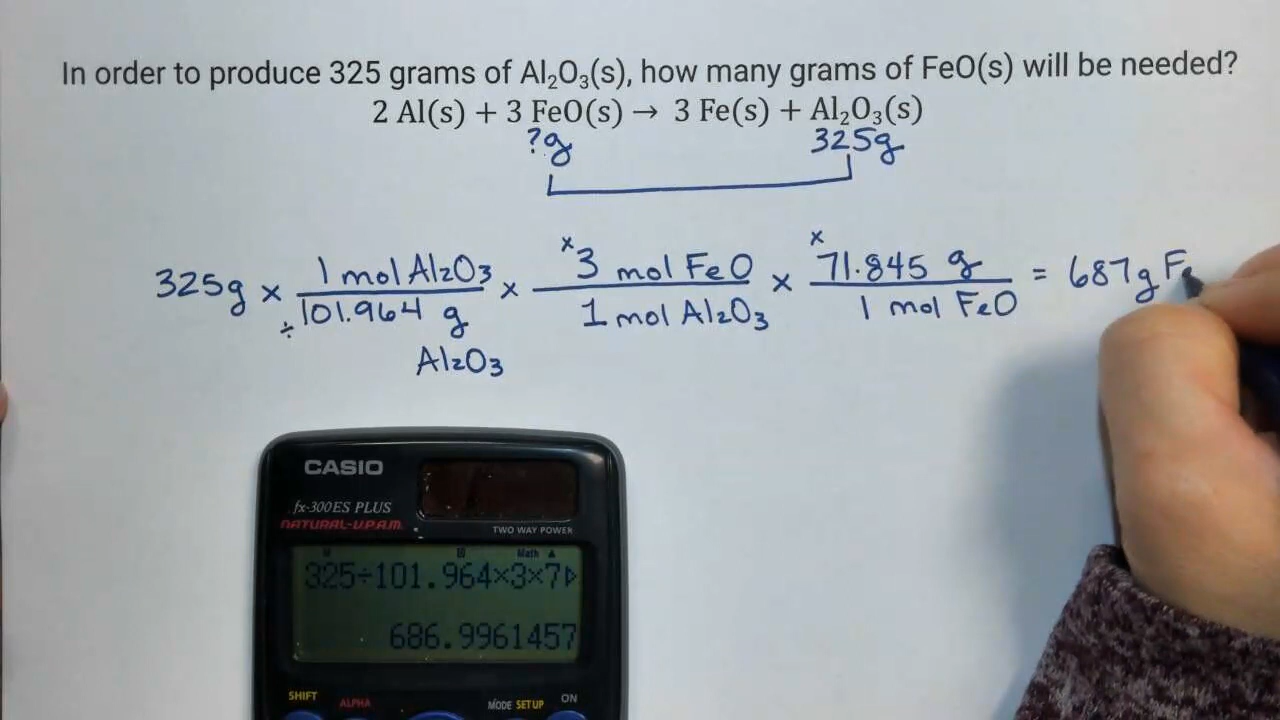 In order to produce 325 grams of Al₂O₃(s), how many grams of FeO(s) will be needed?
2 Al(s) + 3 FeO(s) → 3 Fe(s) + Al₂O₃(s)
?g 325g
325g × 1 mol Al₂O₃ / ÷101.964 g Al₂O₃ × ×3 mol FeO / 1 mol Al₂O₃ × ×71.845 g / 1 mol FeO = 687g Fe
CASIO
fx-300ES PLUS
NATURAL-V.P.A.M.
TWO WAY POWER
Math ▲
325÷101.964×3×7
686.9961457
SHIFT ALPHA MODE SETUP ON